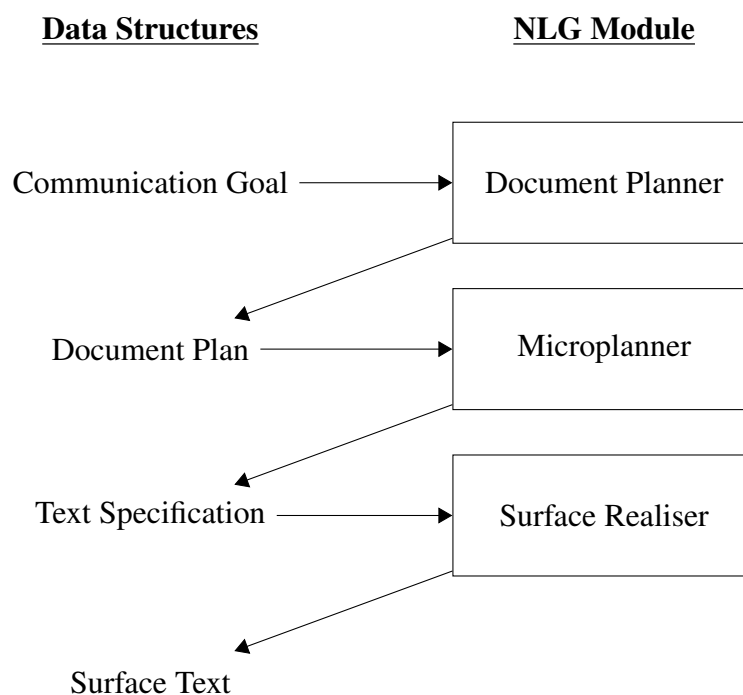 Data Structures
NLG Module
Communication Goal
Document Planner
Document Plan
Microplanner
Text Specification
Surface Realiser
Surface Text